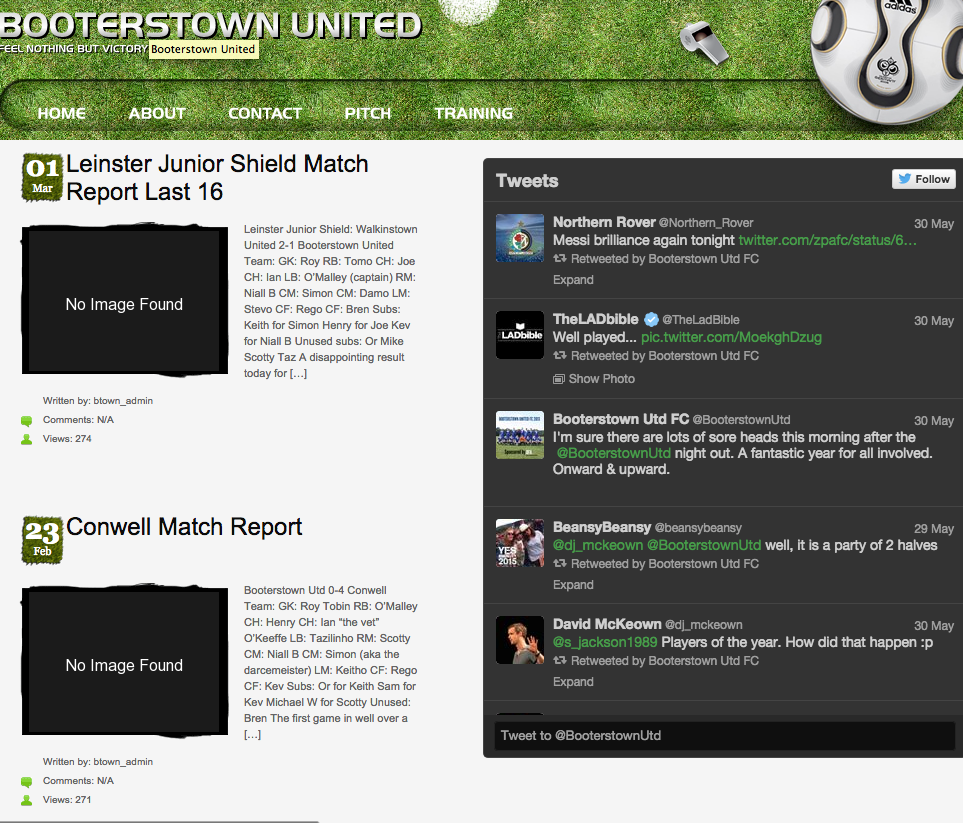 BOOTERSTOWN UNITED
FEEL NOTHING BUT VICTORY
Booterstown United
adidas
HOME
ABOUT
CONTACT
PITCH
TRAINING
01
Mar
Leinster Junior Shield Match
Report Last 16
No Image Found
Leinster Junior Shield: Walkinstown
United 2-1 Booterstown United
Team: GK: Roy RB: Tomo CH: Joe
CH: Ian LB: O'Malley (captain) RM:
Niall B CM: Simon CM: Damo LM:
Stevo CF: Rego CF: Bren Subs:
Keith for Simon Henry for Joe Kev
for Niall B Unused subs: Or Mike
Scotty Taz A disappointing result
today for [...]
Written by: btown_admin
Comments: N/A
Views: 274
23
Feb
Conwell Match Report
No Image Found
Booterstown Utd 0-4 Conwell
Team: GK: Roy Tobin RB: O'Malley
CH: Henry CH: Ian “the vet”
O'Keeffe LB: Tazilinho RM: Scotty
CM: Niall B CM: Simon (aka the
darcemeister) LM: Keitho CF: Rego
CF: Kev Subs: Or for Keith Sam for
Kev Michael W for Scotty Unused:
Bren The first game in well over a
[...]
Written by: btown_admin
Comments: N/A
Views: 271
Tweets
Follow
Northern Rover @Northern_Rover
30 May
Messi brilliance again tonight twitter.com/zpafc/status/6...
Retweeted by Booterstown Utd FC
Expand
LADbible
TheLADbible @TheLadBible
30 May
Well played... pic.twitter.com/MoekghDzug
Retweeted by Booterstown Utd FC
Show Photo
Booterstown Utd FC @BooterstownUtd
30 May
I'm sure there are lots of sore heads this morning after the
@BooterstownUtd night out. A fantastic year for all involved.
Onward & upward.
YES
2015
BeansyBeansy @beansybeansy
29 May
@dj_mckeown @BooterstownUtd well, it is a party of 2 halves
Retweeted by Booterstown Utd FC
Expand
David McKeown @dj_mckeown
30 May
@s_jackson1989 Players of the year. How did that happen :p
Retweeted by Booterstown Utd FC
Expand
Tweet to @BooterstownUtd